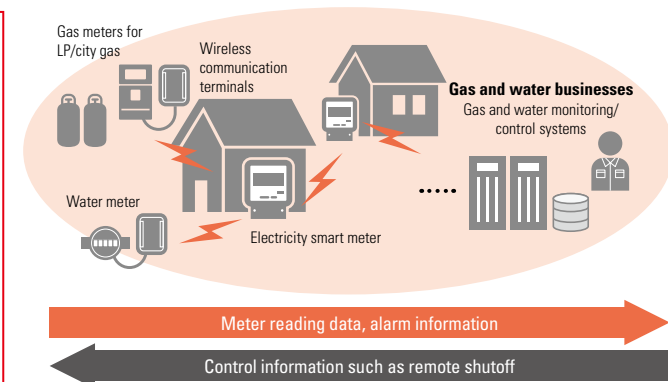 Gas meters for
LP/city gas
Wireless
communication
terminals
Gas and water businesses
Gas and water monitoring/
control systems
Water meter
Electricity smart meter
Meter reading data, alarm information
Control information such as remote shutoff